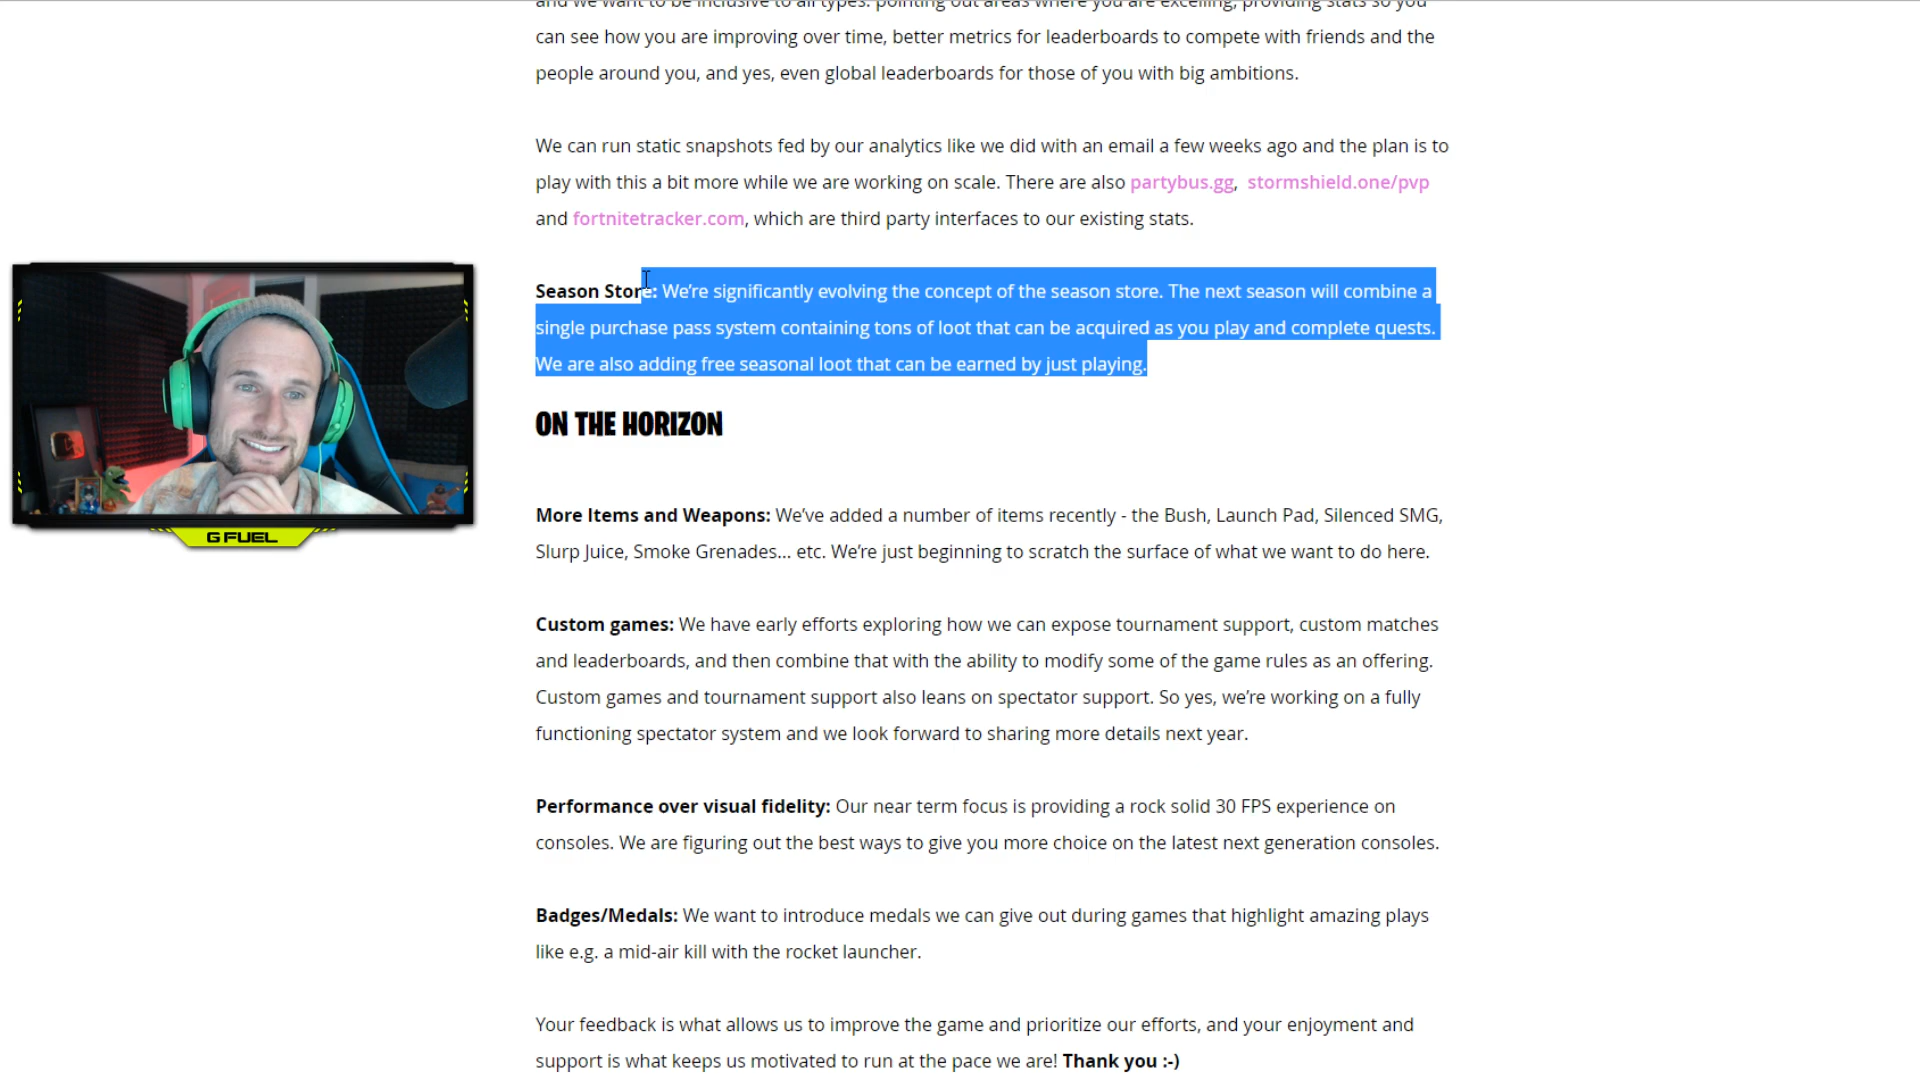 and we want to be inclusive to all types: pointing out areas where you are excelling, providing stats so you
can see how you are improving over time, better metrics for leaderboards to compete with friends and the
people around you, and yes, even global leaderboards for those of you with big ambitions.
We can run static snapshots fed by our analytics like we did with an email a few weeks ago and the plan is to
play with this a bit more while we are working on scale. There are also partybus.gg, stormshield.one/pvp
and fortnitetracker.com, which are third party interfaces to our existing stats.
Season Store: We’re significantly evolving the concept of the season store. The next season will combine a
single purchase pass system containing tons of loot that can be acquired as you play and complete quests.
We are also adding free seasonal loot that can be earned by just playing.
ON THE HORIZON
G FUEL
More Items and Weapons: We’ve added a number of items recently - the Bush, Launch Pad, Silenced SMG,
Slurp Juice, Smoke Grenades... etc. We’re just beginning to scratch the surface of what we want to do here.
Custom games: We have early efforts exploring how we can expose tournament support, custom matches
and leaderboards, and then combine that with the ability to modify some of the game rules as an offering.
Custom games and tournament support also leans on spectator support. So yes, we’re working on a fully
functioning spectator system and we look forward to sharing more details next year.
Performance over visual fidelity: Our near term focus is providing a rock solid 30 FPS experience on
consoles. We are figuring out the best ways to give you more choice on the latest next generation consoles.
Badges/Medals: We want to introduce medals we can give out during games that highlight amazing plays
like e.g. a mid-air kill with the rocket launcher.
Your feedback is what allows us to improve the game and prioritize our efforts, and your enjoyment and
support is what keeps us motivated to run at the pace we are! Thank you :-)